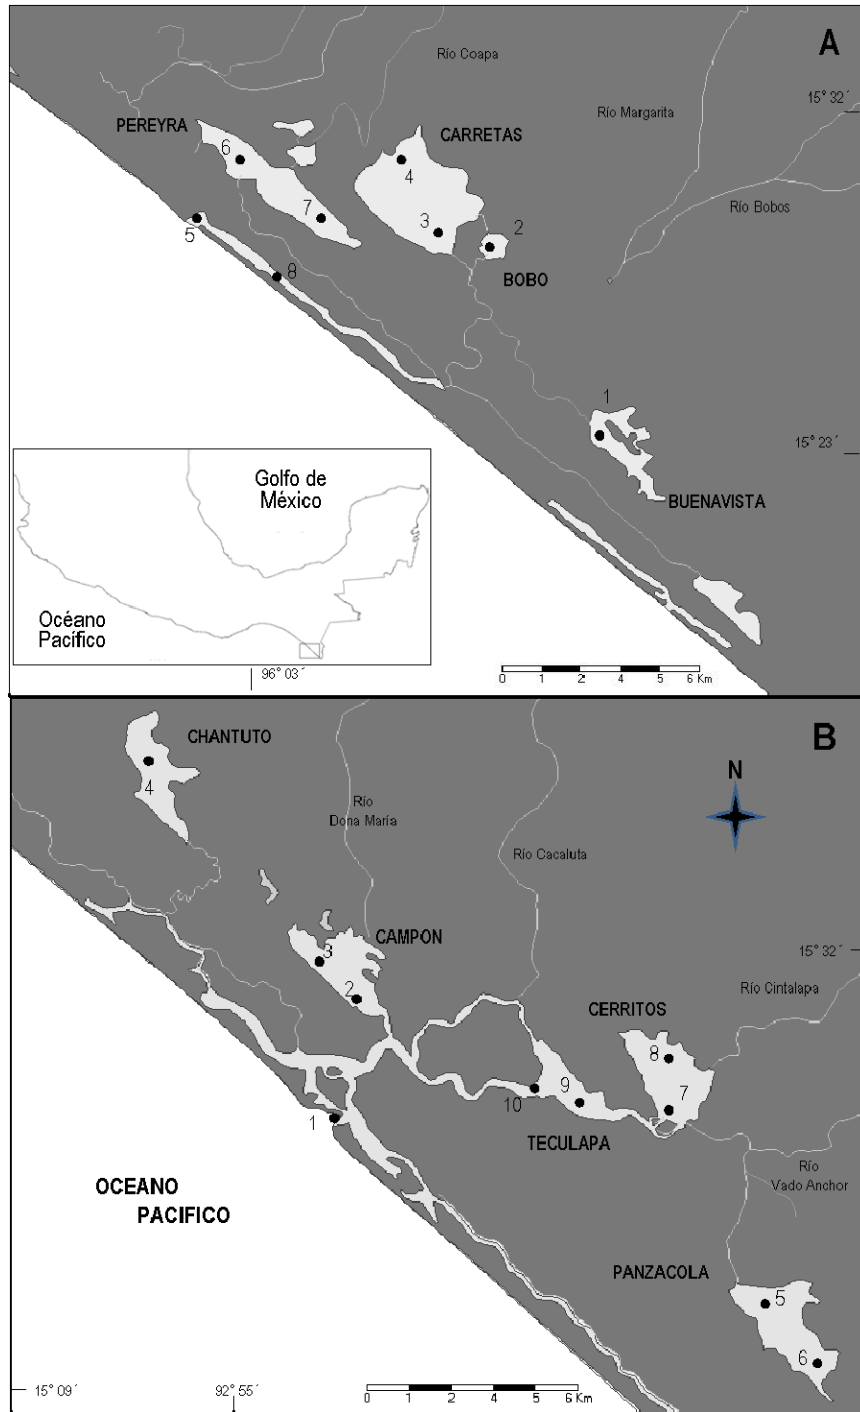 A
Río Coapa
15° 32´
Río Margarita
PEREYRA
CARRETAS
6
4
Río Bobos
5
7
3
2
8
BOBO
1
15° 23´
BUENAVISTA
Golfo de
México
Océano
Pacífico
96° 03´
0 1 2 3 4 5 6 Km
B
CHANTUTO
N
4
Río
Dona María
Río Cacaluta
CAMPON
3
15° 32´
2
Río Cintalapa
CERRITOS
8
9
7
10
1
TECULAPA
Río
Vado Anchor
OCEANO
PACIFICO
PANZACOLA
5
6
15° 09´
92° 55´
0 1 2 3 4 5 6 Km